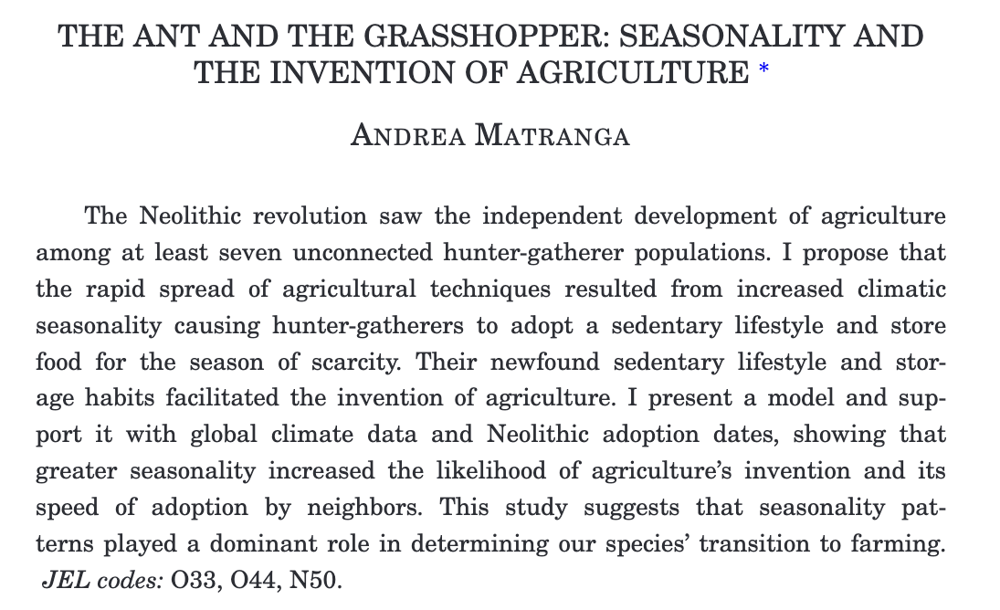 THE ANT AND THE GRASSHOPPER: SEASONALITY AND
THE INVENTION OF AGRICULTURE *
ANDREA MATRANGA
The Neolithic revolution saw the independent development of agriculture
among at least seven unconnected hunter-gatherer populations. I propose that
the rapid spread of agricultural techniques resulted from increased climatic
seasonality causing hunter-gatherers to adopt a sedentary lifestyle and store
food for the season of scarcity. Their newfound sedentary lifestyle and stor-
age habits facilitated the invention of agriculture. I present a model and sup-
port it with global climate data and Neolithic adoption dates, showing that
greater seasonality increased the likelihood of agriculture’s invention and its
speed of adoption by neighbors. This study suggests that seasonality pat-
terns played a dominant role in determining our species’ transition to farming.
JEL codes: O33, O44, N50.